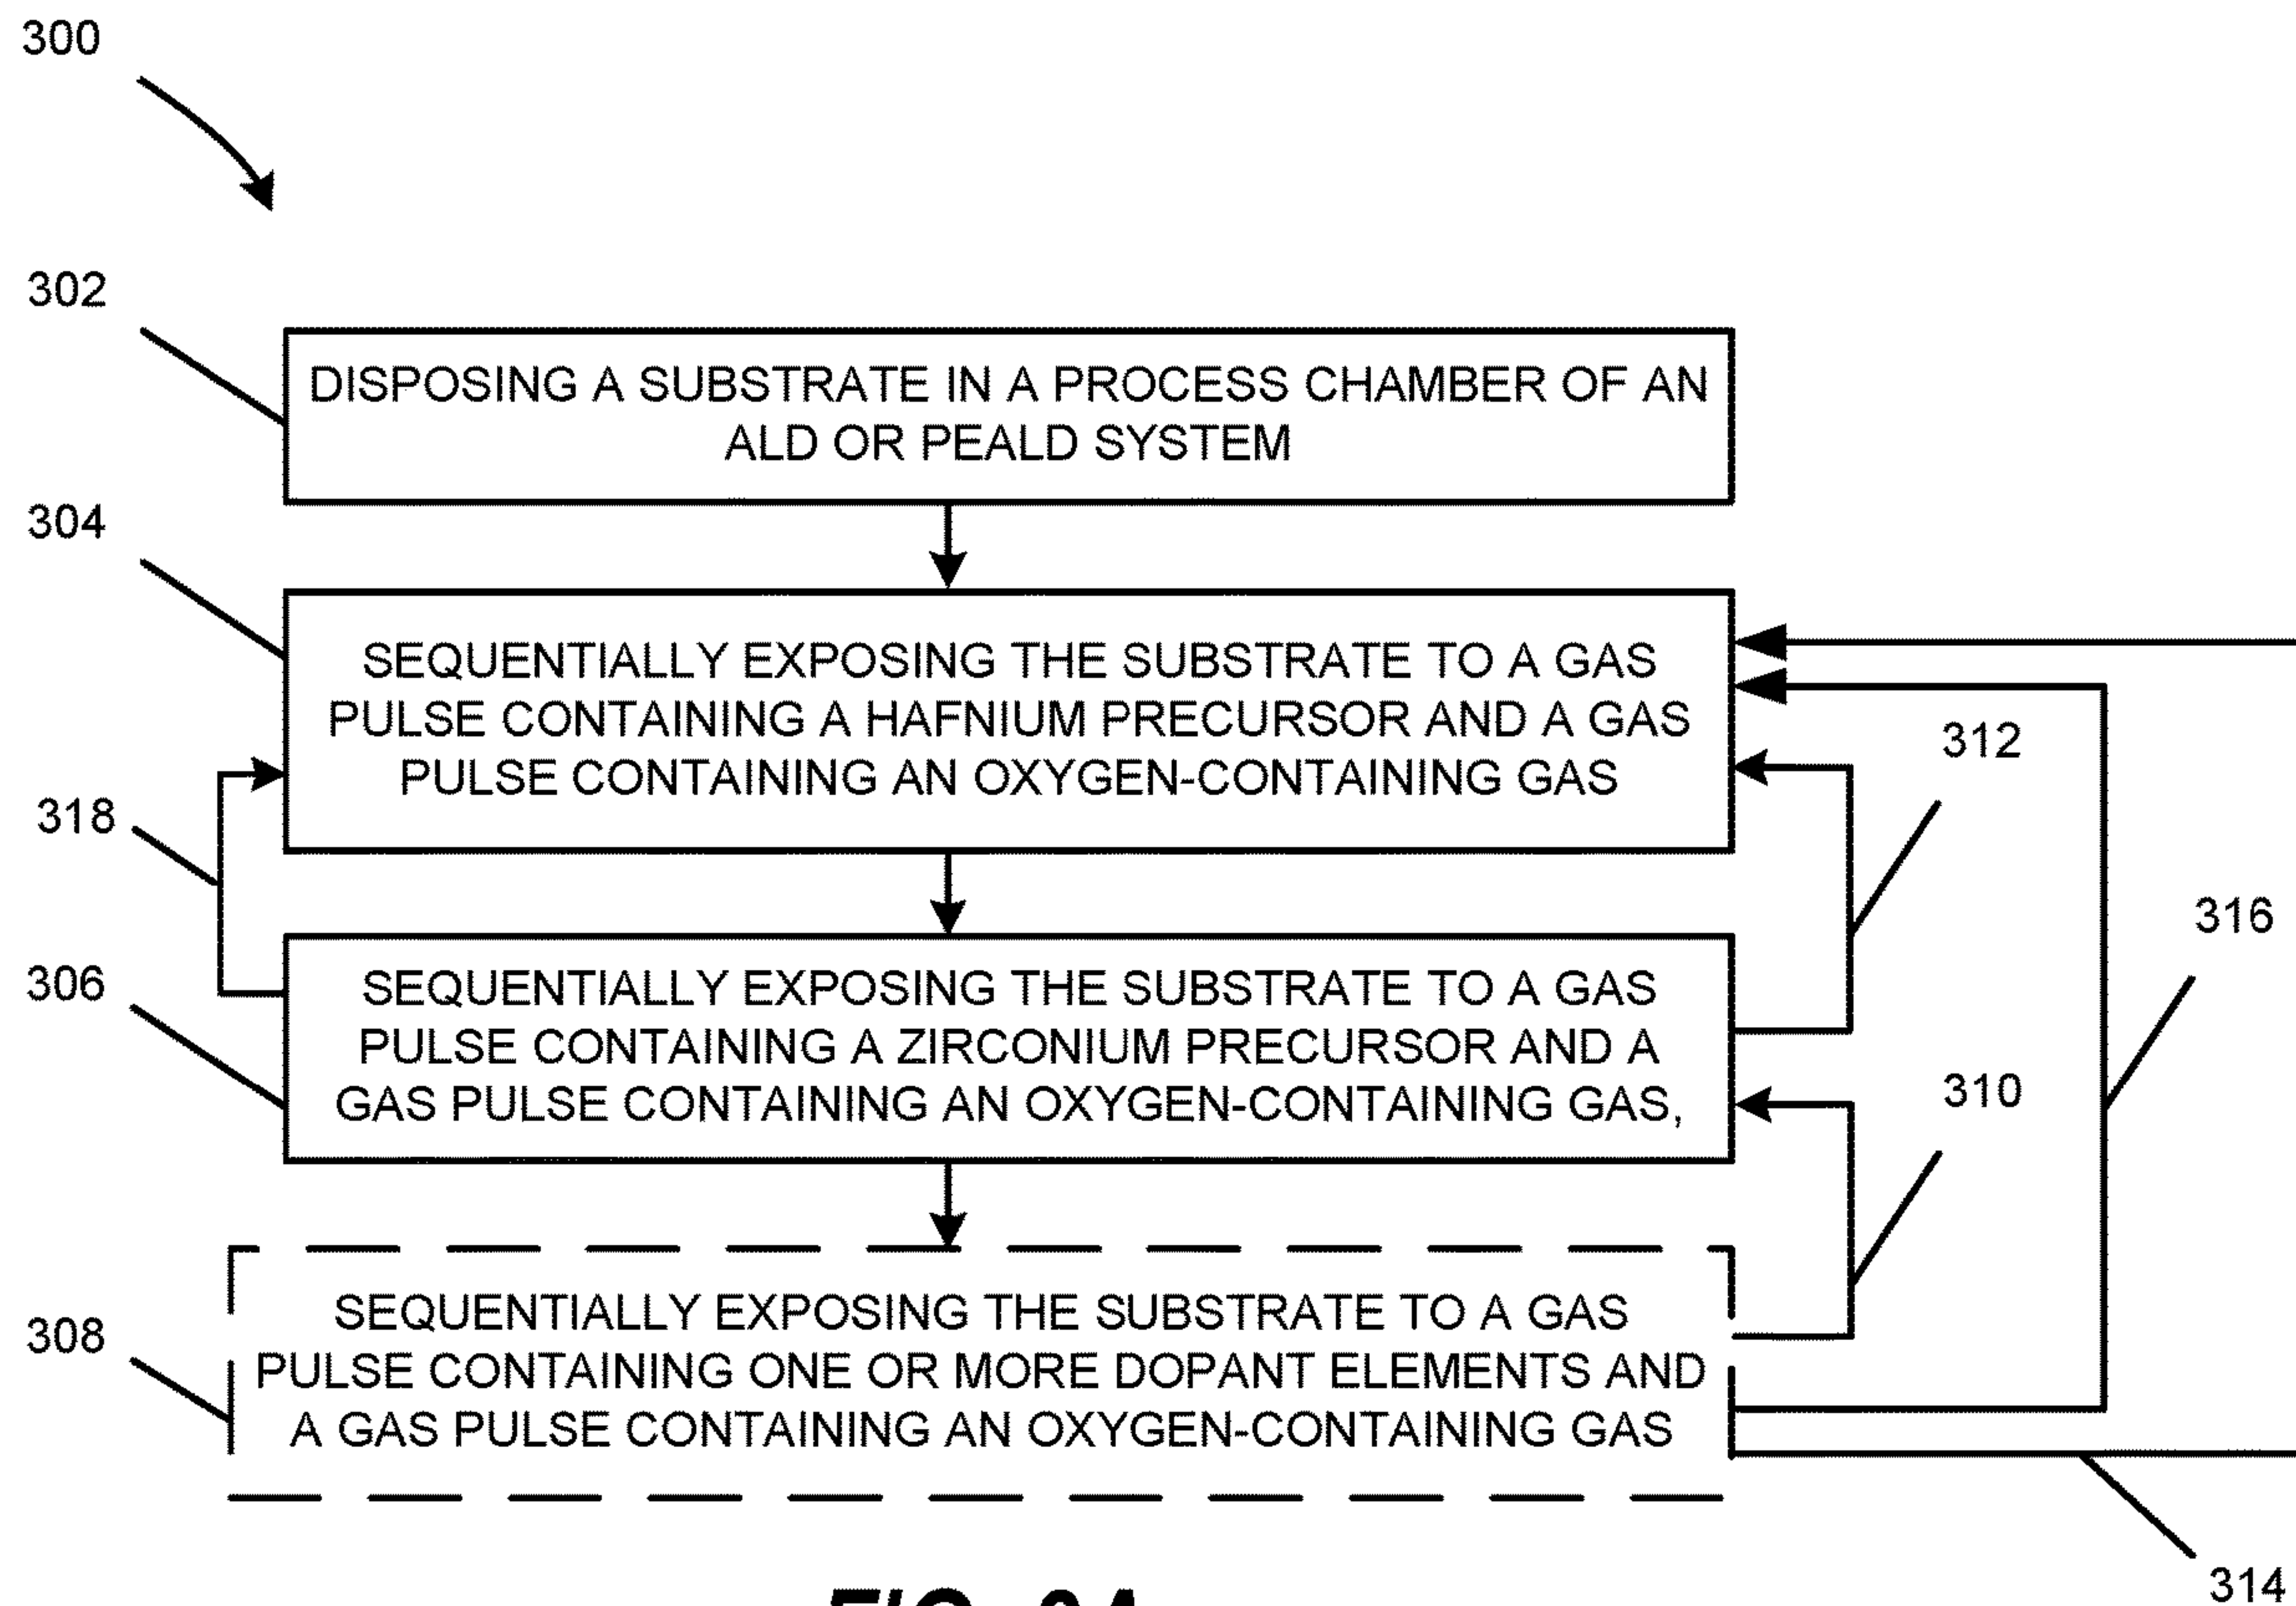 300
302
DISPOSING A SUBSTRATE IN A PROCESS CHAMBER OF AN
ALD OR PEALD SYSTEM
304
SEQUENTIALLY EXPOSING THE SUBSTRATE TO A GAS
PULSE CONTAINING A HAFNIUM PRECURSOR AND A GAS
PULSE CONTAINING AN OXYGEN-CONTAINING GAS
312
318
316
306
SEQUENTIALLY EXPOSING THE SUBSTRATE TO A GAS
PULSE CONTAINING A ZIRCONIUM PRECURSOR AND A
GAS PULSE CONTAINING AN OXYGEN-CONTAINING GAS,
310
308
SEQUENTIALLY EXPOSING THE SUBSTRATE TO A GAS
PULSE CONTAINING ONE OR MORE DOPANT ELEMENTS AND
A GAS PULSE CONTAINING AN OXYGEN-CONTAINING GAS
314